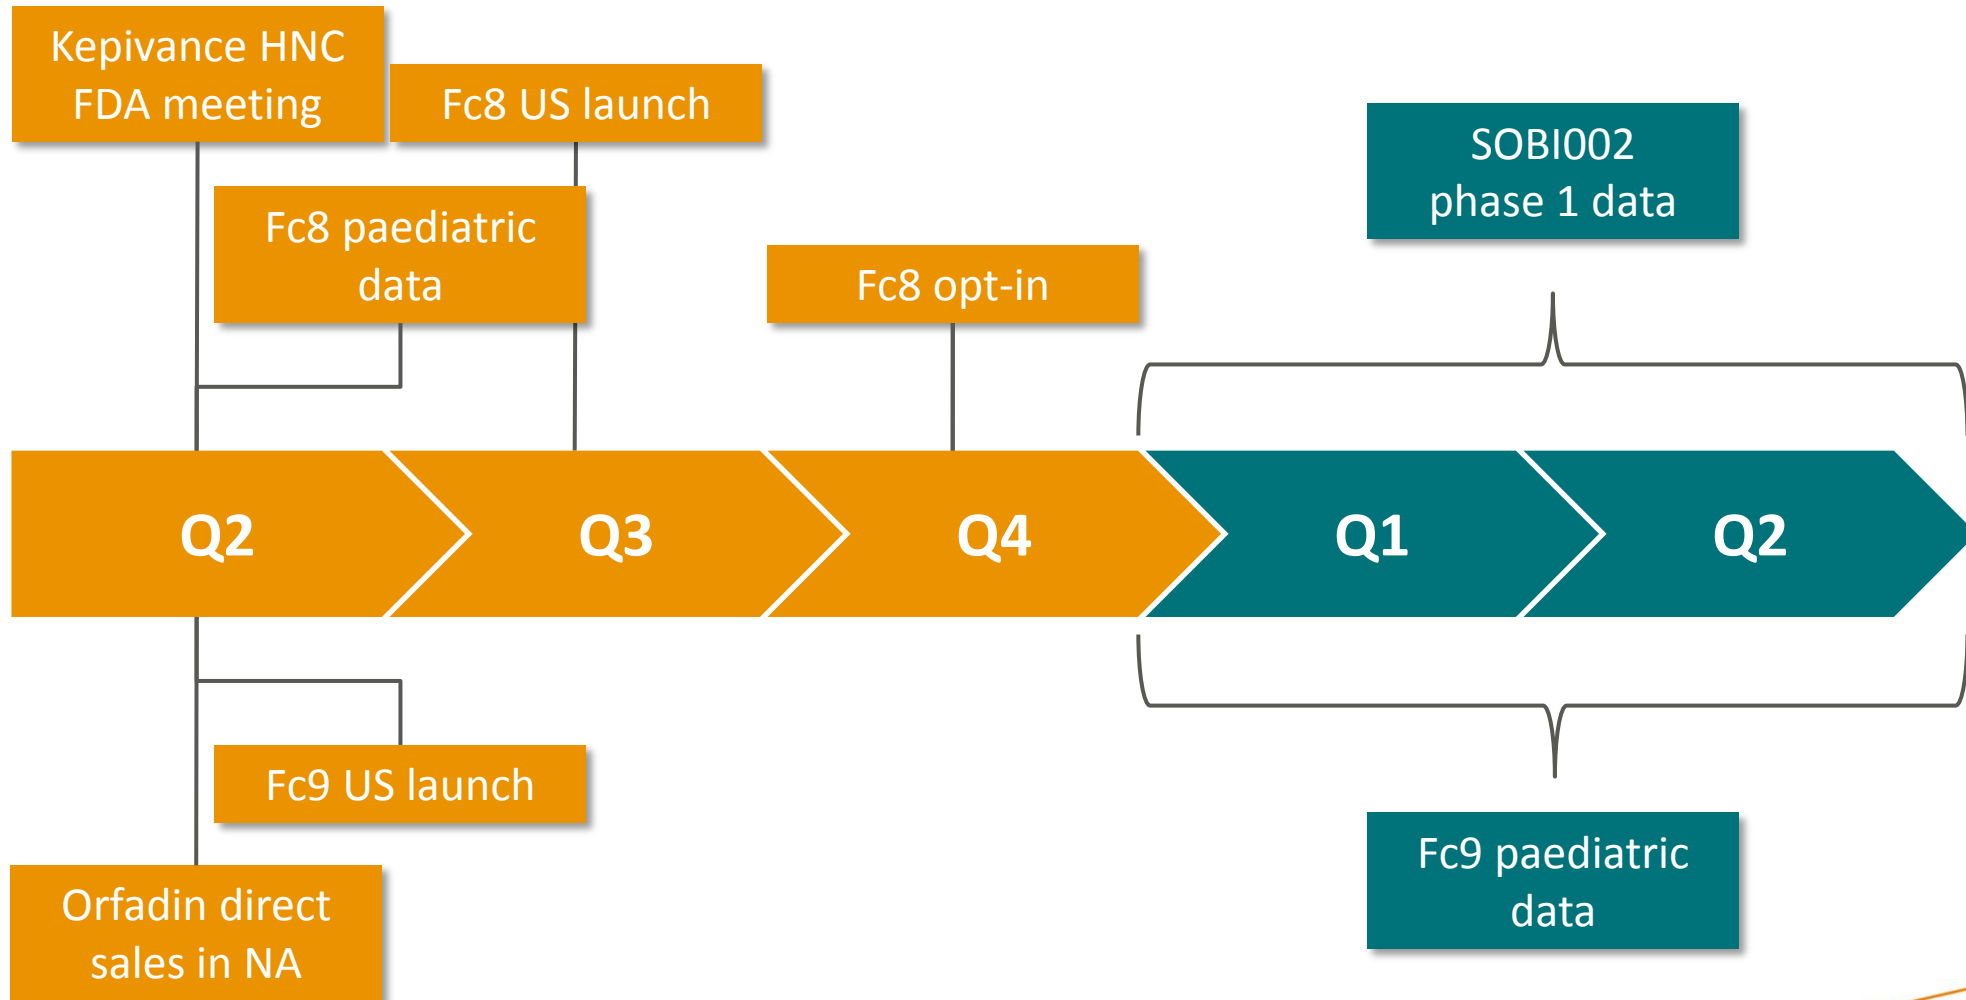 Kepivance HNC
FDA meeting
Fc8 US launch
SOBI002
phase 1 data
Fc8 paediatric
data
Fc8 opt-in
Q2
Q3
Q4
Q1
Q2
Fc9 US launch
Fc9 paediatric
data
Orfadin direct
sales in NA